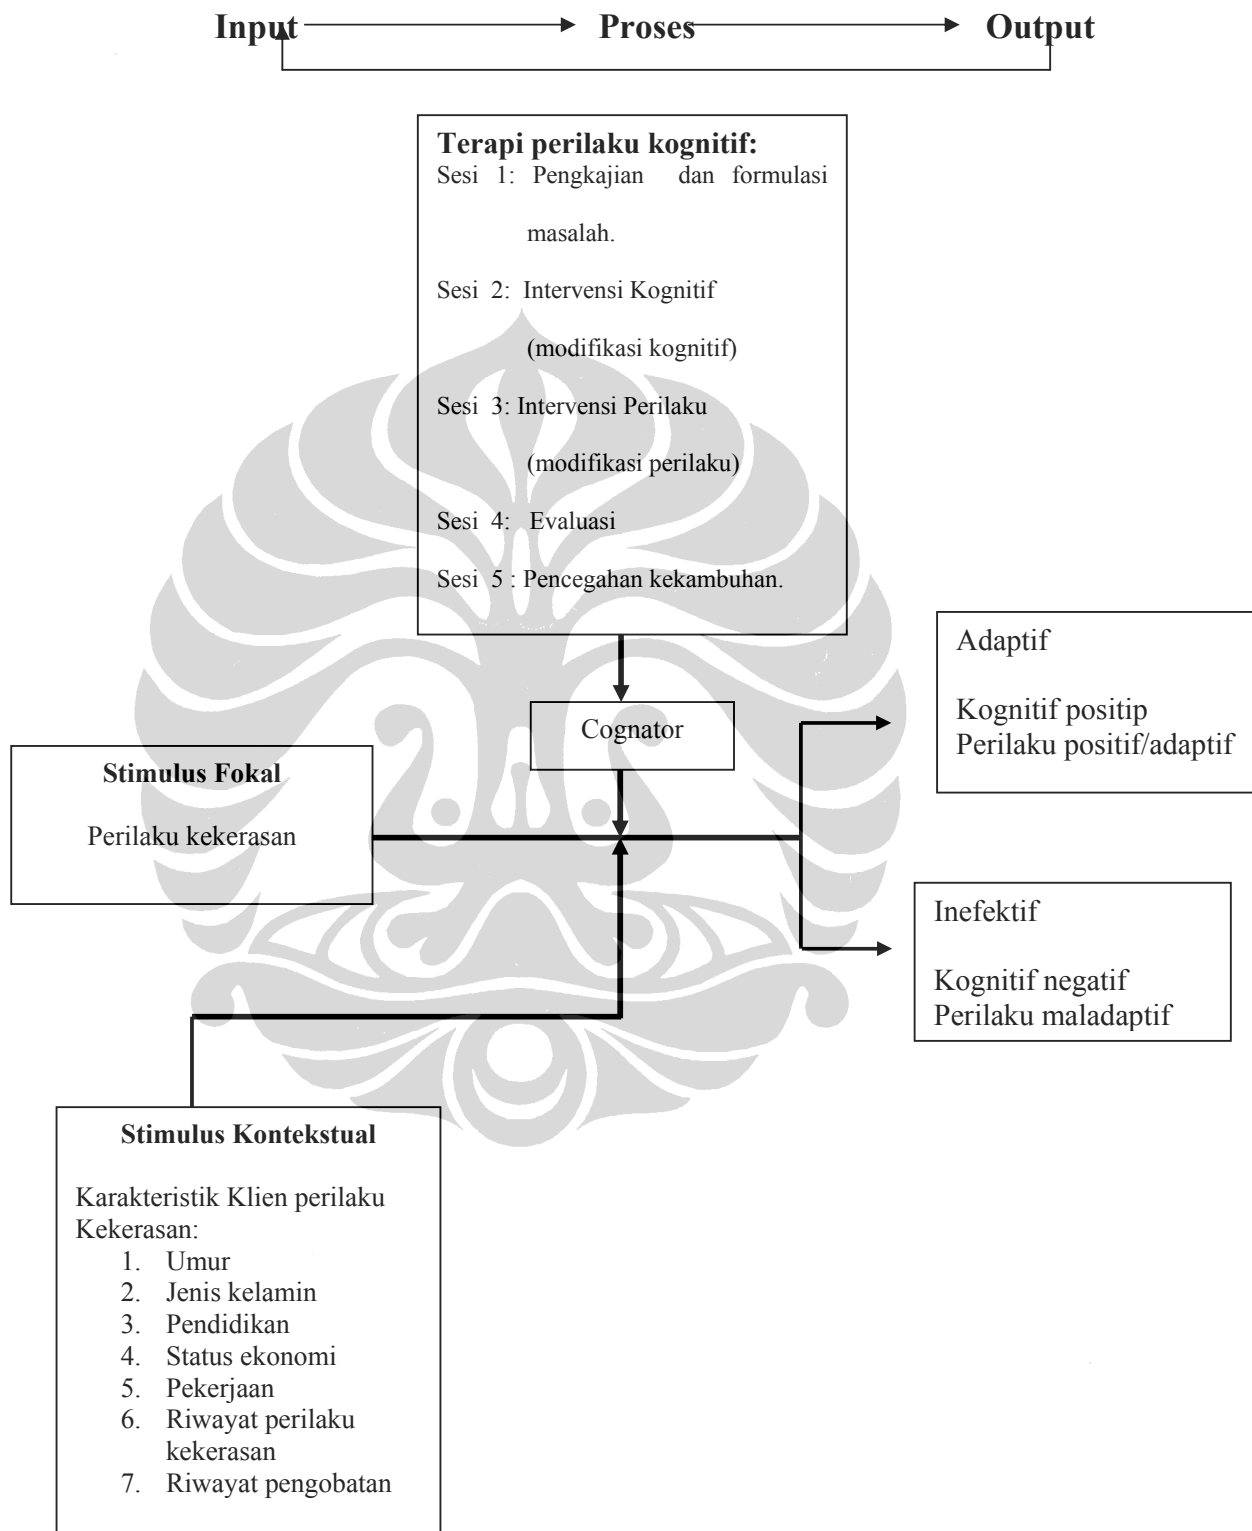 Input Proses Output
Terapi perilaku kognitif:
Sesi 1: Pengkajian dan formulasi
masalah.
Sesi 2: Intervensi Kognitif
(modifikasi kognitif)
Sesi 3: Intervensi Perilaku
(modifikasi perilaku)
Sesi 4: Evaluasi
Sesi 5 : Pencegahan kekambuhan.
Cognator
Adaptif
Kognitif positip
Perilaku positif/adaptif
Stimulus Fokal
Perilaku kekerasan
Inefektif
Kognitif negatif
Perilaku maladaptif
Stimulus Kontekstual
Karakteristik Klien perilaku
Kekerasan:
1. Umur
2. Jenis kelamin
3. Pendidikan
4. Status ekonomi
5. Pekerjaan
6. Riwayat perilaku
kekerasan
7. Riwayat pengobatan